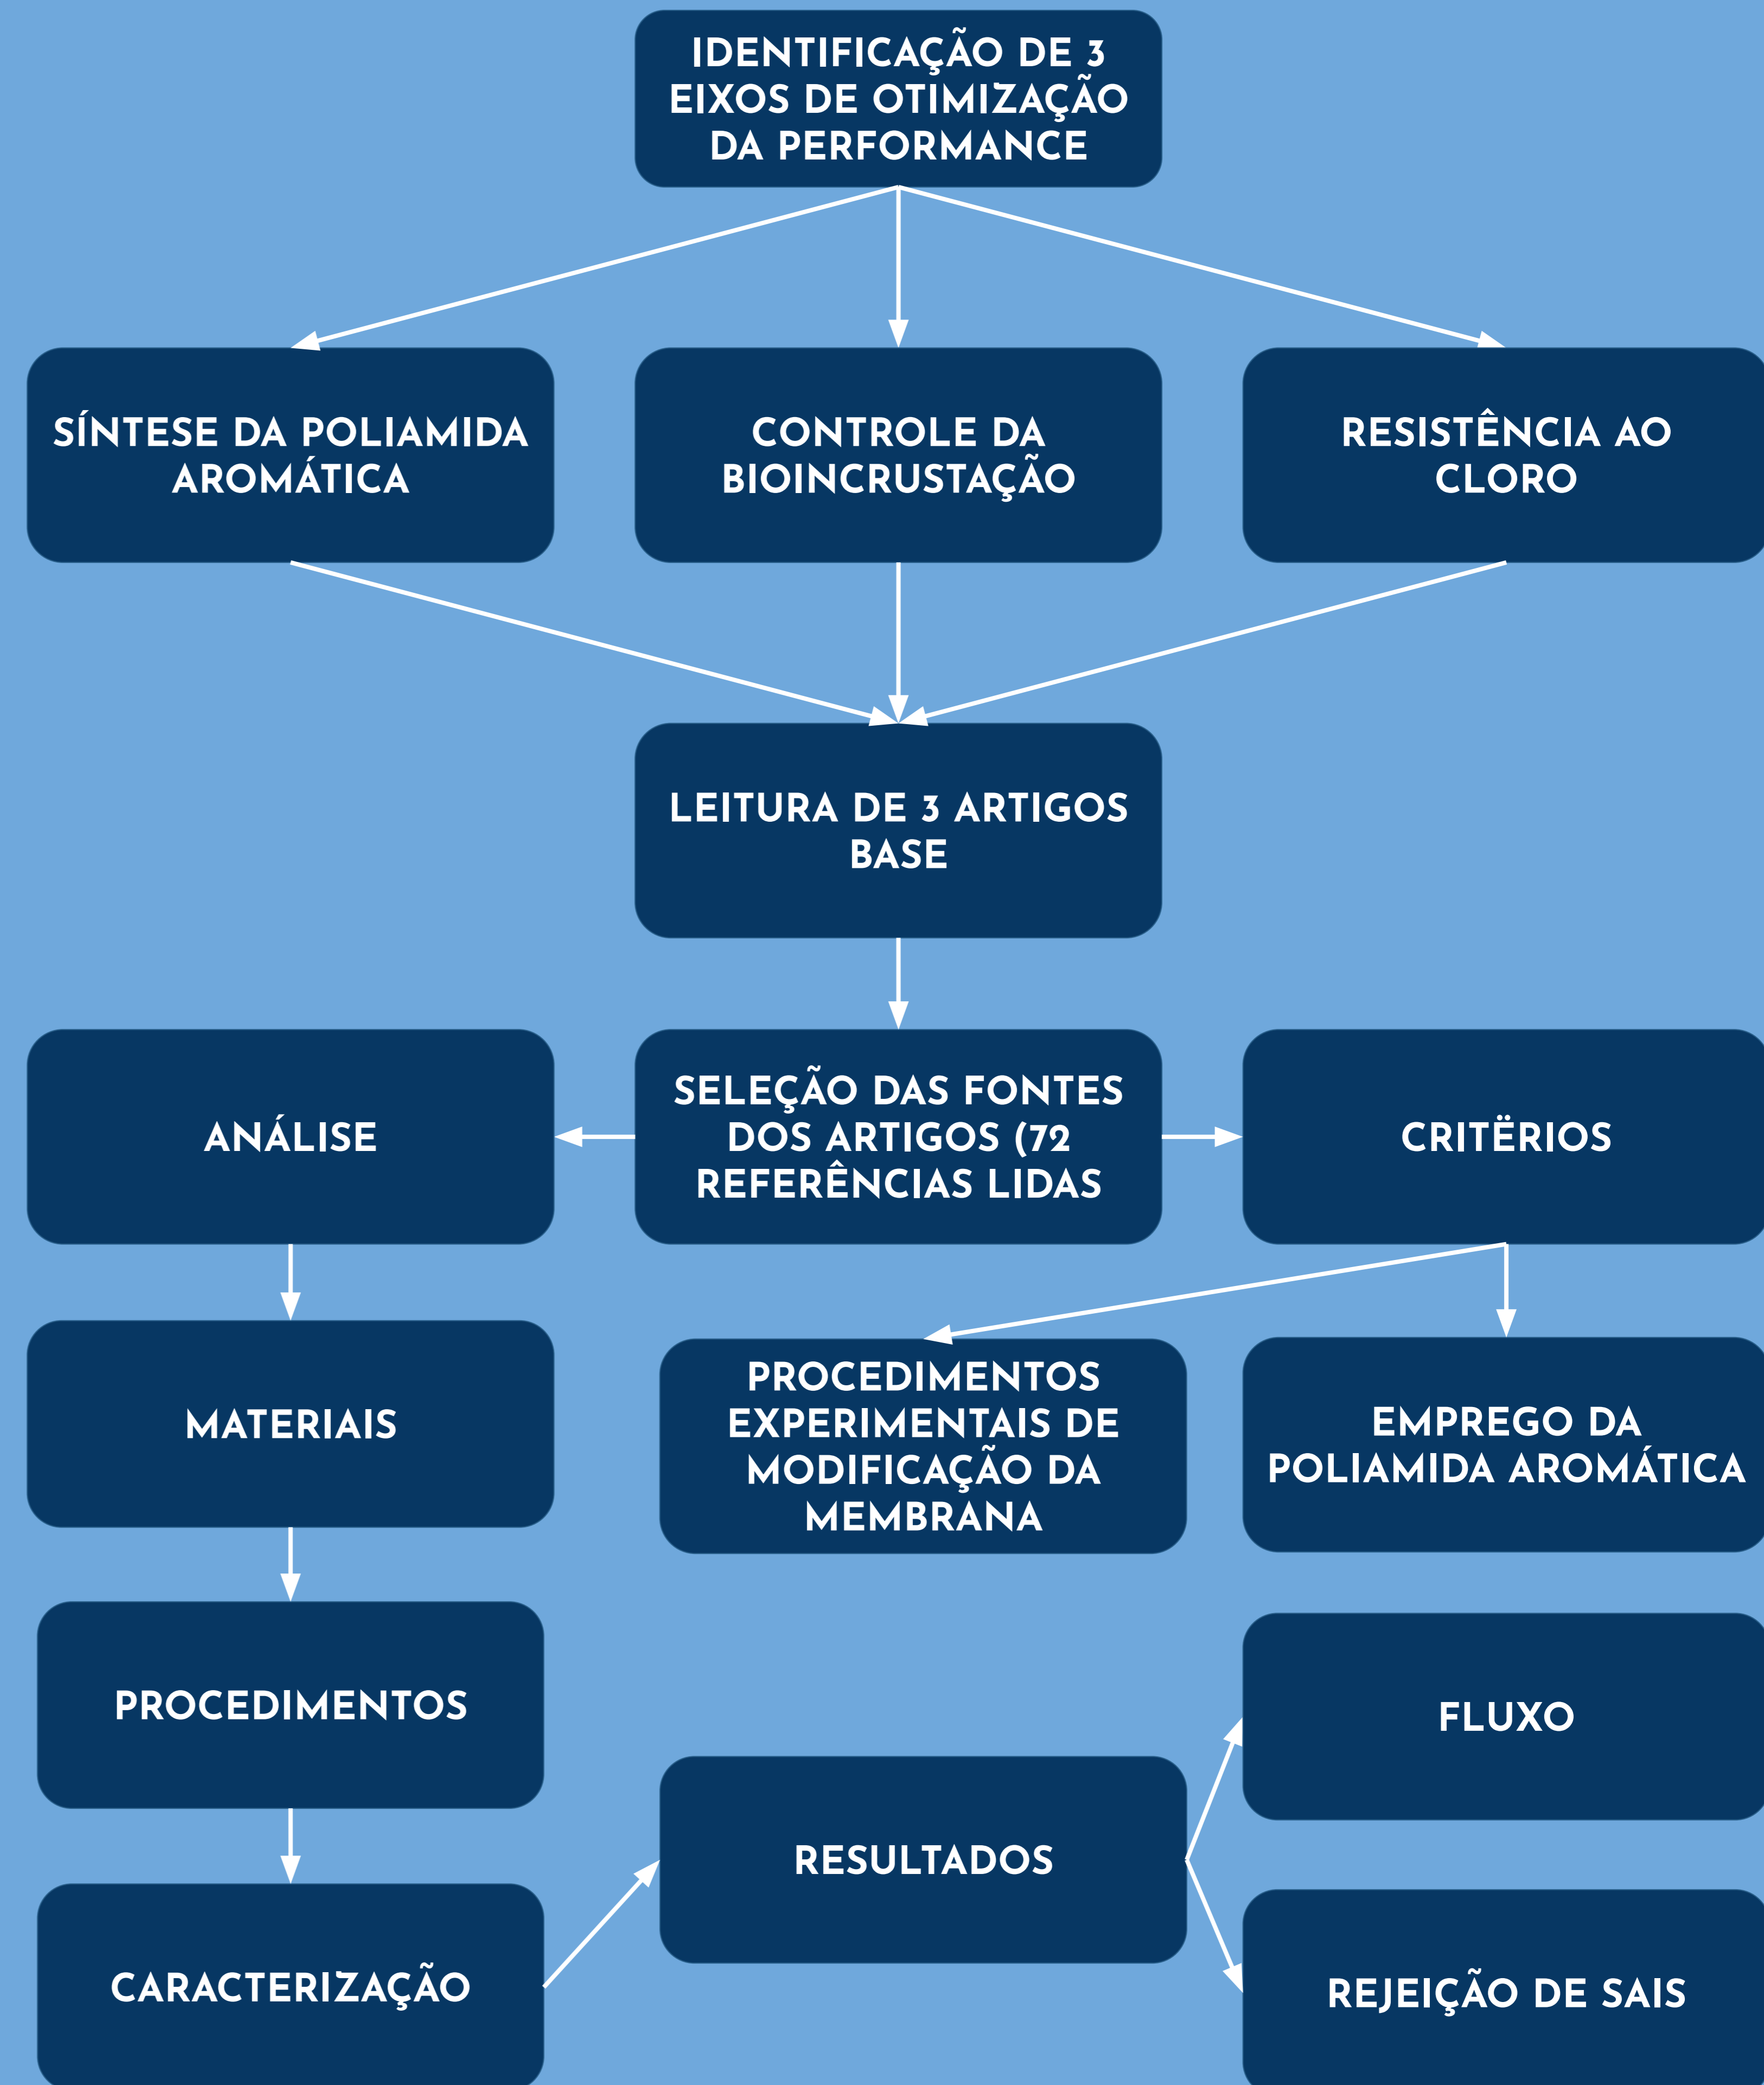 IDENTIFICAÇÃO DE 3
EIXOS DE OTIMIZAÇÃO
DA PERFORMANCE
SÍNTESE DA POLIAMIDA
AROMÁTICA
CONTROLE DA
BIOINCRUSTAÇÃO
RESISTÊNCIA AO
CLORO
LEITURA DE 3 ARTIGOS
BASE
ANÁLISE
SELEÇÃO DAS FONTES
DOS ARTIGOS (72
REFERÊNCIAS LIDAS
CRITËRIOS
MATERIAIS
PROCEDIMENTOS
EXPERIMENTAIS DE
MODIFICAÇÃO DA
MEMBRANA
EMPREGO DA
POLIAMIDA AROMÁTICA
PROCEDIMENTOS
FLUXO
RESULTADOS
CARACTERIZAÇÃO
REJEIÇÃO DE SAIS